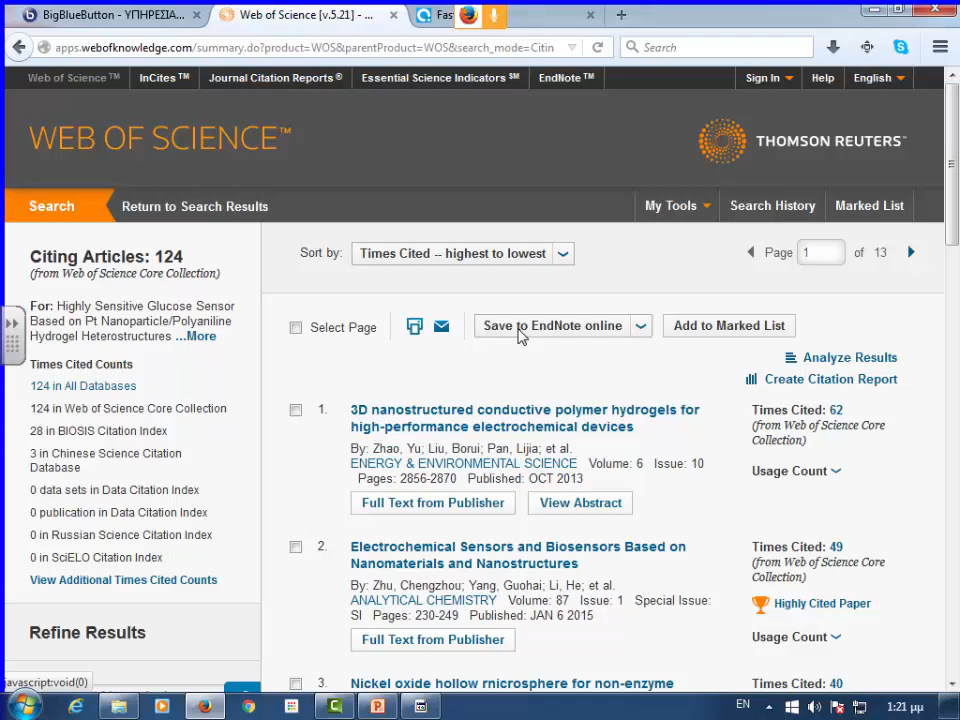 BigBlueButton - ΥΠΗΡΕΣΙΑ...
Web of Science [v.5.21] - ...
Fas
apps.webofknowledge.com/summary.do?product=WOS&parentProduct=WOS&search_mode=Citin
Search
Web of Science™
InCites™
Journal Citation Reports®
Essential Science Indicators℠
EndNote™
Sign In
Help
English
WEB OF SCIENCE™
THOMSON REUTERS™
Search
Return to Search Results
My Tools
Search History
Marked List
Citing Articles: 124
(from Web of Science Core Collection)
For: Highly Sensitive Glucose Sensor
Based on Pt Nanoparticle/Polyaniline
Hydrogel Heterostructures ...More
Times Cited Counts
124 in All Databases
124 in Web of Science Core Collection
28 in BIOSIS Citation Index
3 in Chinese Science Citation
Database
0 data sets in Data Citation Index
0 publication in Data Citation Index
0 in Russian Science Citation Index
0 in SciELO Citation Index
View Additional Times Cited Counts
Refine Results
Sort by:
Times Cited -- highest to lowest
Page 1 of 13
Select Page
Save to EndNote online
Add to Marked List
Analyze Results
Create Citation Report
1.
3D nanostructured conductive polymer hydrogels for
high-performance electrochemical devices
By: Zhao, Yu; Liu, Borui; Pan, Lijia; et al.
ENERGY & ENVIRONMENTAL SCIENCE Volume: 6 Issue: 10
Pages: 2856-2870 Published: OCT 2013
Full Text from Publisher
View Abstract
Times Cited: 62
(from Web of Science Core
Collection)
Usage Count
2.
Electrochemical Sensors and Biosensors Based on
Nanomaterials and Nanostructures
By: Zhu, Chengzhou; Yang, Guohai; Li, He; et al.
ANALYTICAL CHEMISTRY Volume: 87 Issue: 1 Special Issue:
SI Pages: 230-249 Published: JAN 6 2015
Full Text from Publisher
Times Cited: 49
(from Web of Science Core
Collection)
Highly Cited Paper
Usage Count
3.
Nickel oxide hollow microsphere for non-enzyme
Times Cited: 40
javascript:void(0)
EN
1:21 μμ